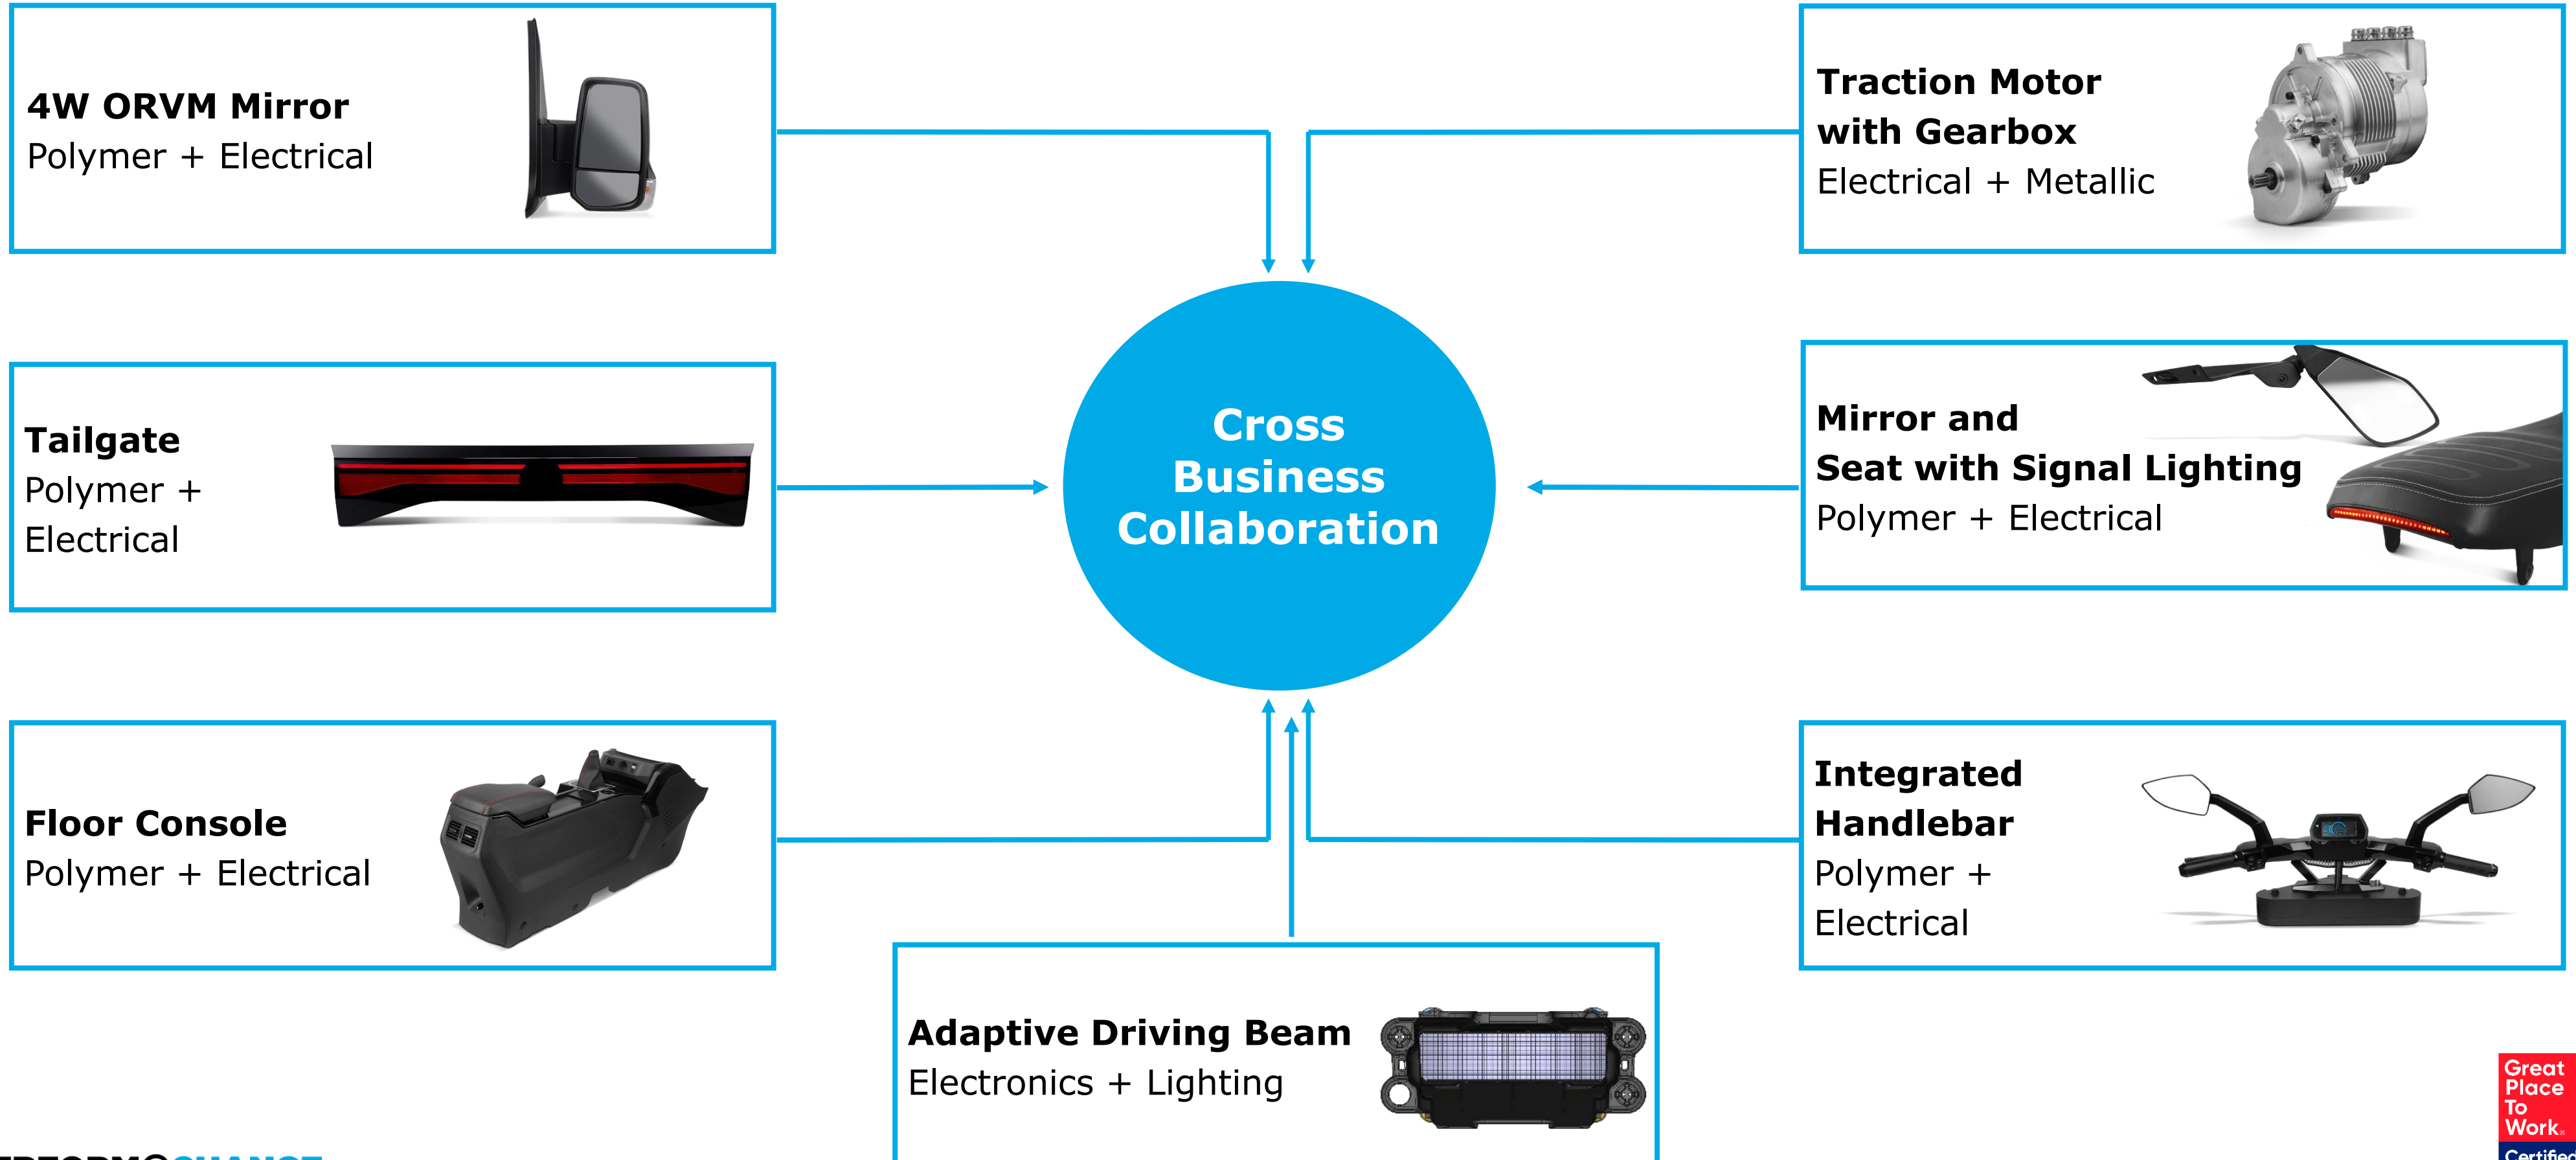 4W ORVM Mirror
Polymer + Electrical
Traction Motor
with Gearbox
Electrical + Metallic
Tailgate
Polymer +
Electrical
Cross
Business
Collaboration
Mirror and
Seat with Signal Lighting
Polymer + Electrical
Floor Console
Polymer + Electrical
Integrated
Handlebar
Polymer +
Electrical
Adaptive Driving Beam
Electronics + Lighting
Great
Place
To
Work®
Certified